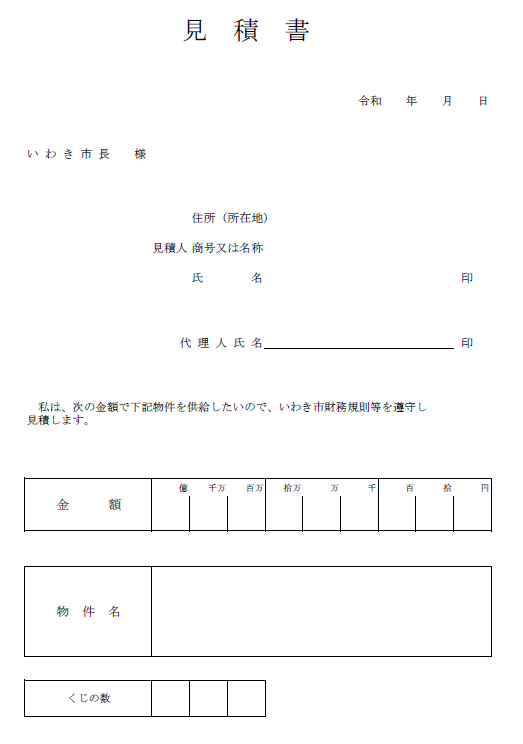 見積書
令和　　年　　月　　日
いわき市長　　様
住所（所在地）
見積人 商号又は名称
氏　　　　名　　　　　　　　印
代理人氏名　　　　　　　　印
私は、次の金額で下記物件を供給したいので、いわき市財務規則等を遵守し
見積します。
金　　　額　億　千万　百万　拾万　万　千　百　拾　円
物　件　名
くじの数